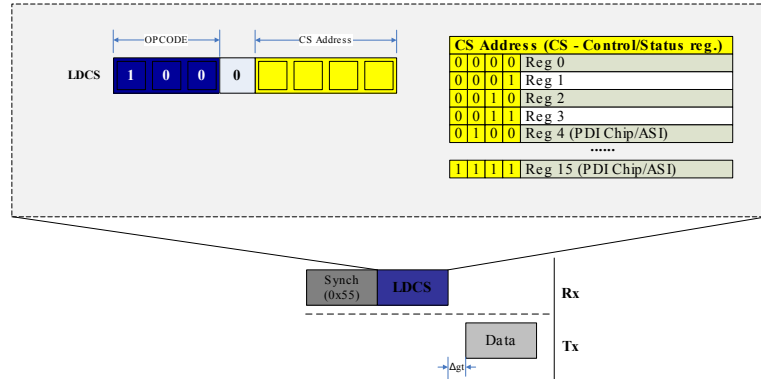 OPCODE CS Address
LDCS 1 0 0 0
CS Address (CS - Control/Status reg.)
0 0 0 0 Reg 0
0 0 0 1 Reg 1
0 0 1 0 Reg 2
0 0 1 1 Reg 3
0 1 0 0 Reg 4 (PDI Chip/ASI)
......
1 1 1 1 Reg 15 (PDI Chip/ASI)
Synch
(0x55)
LDCS
Rx
Data
Tx
Δgt